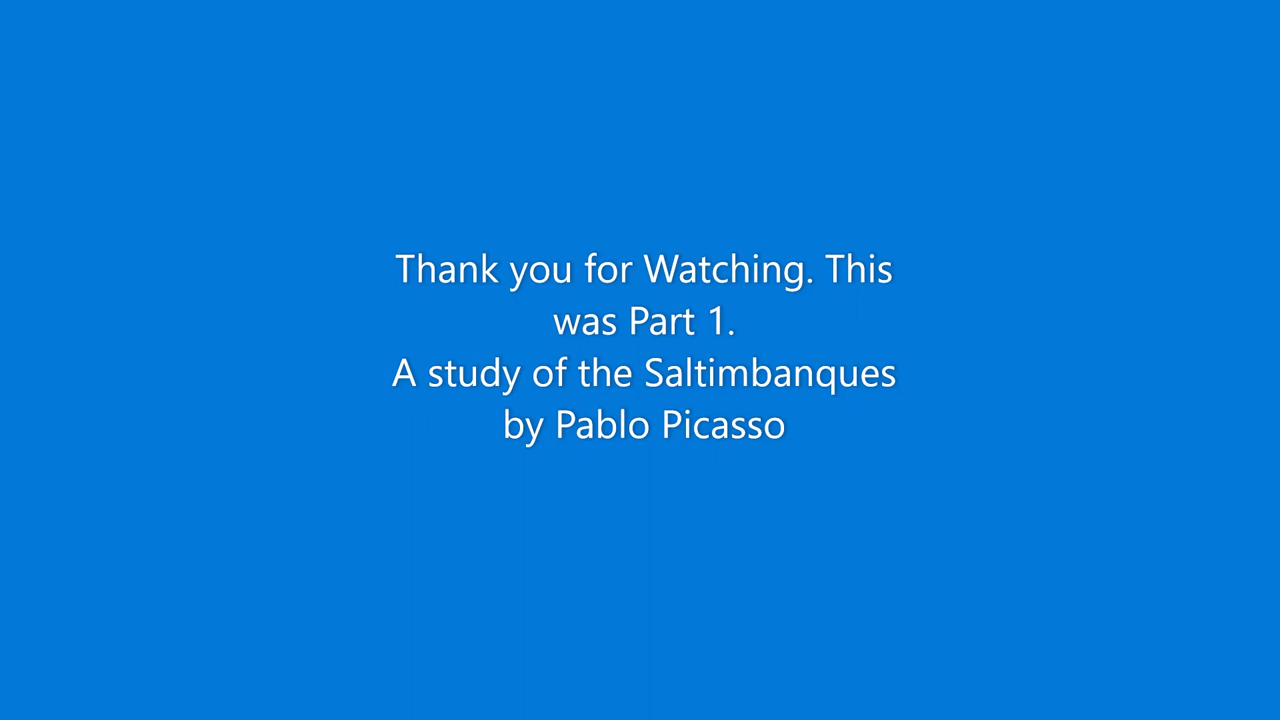 Thank you for Watching. This
was Part 1.
A study of the Saltimbanques
by Pablo Picasso